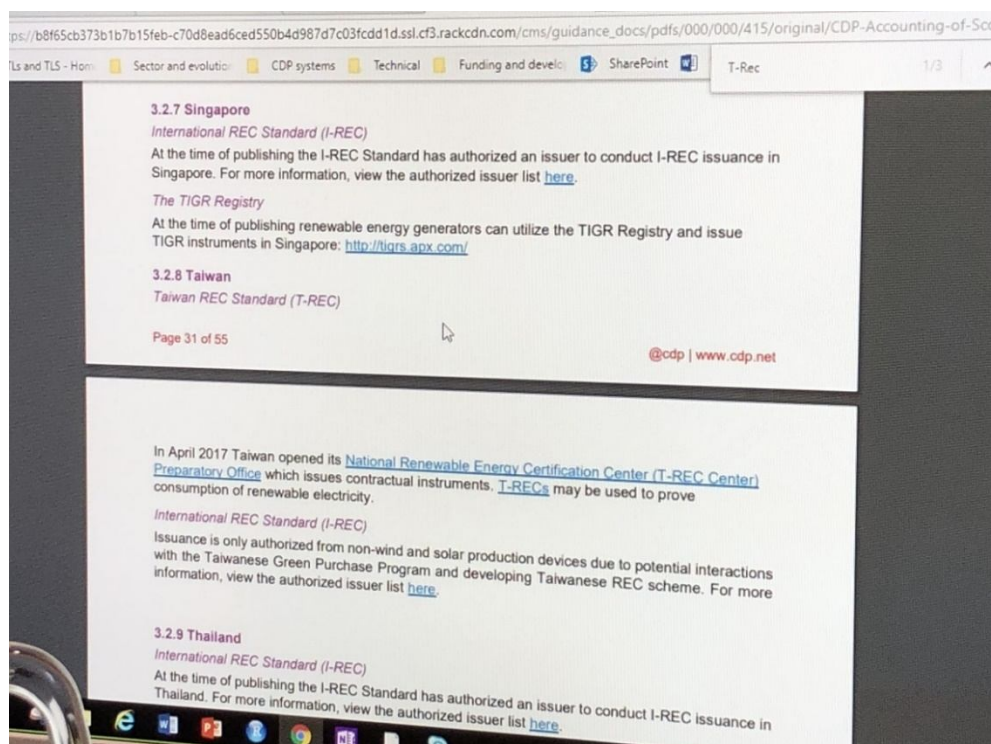 ps://b8f65cb373b1b7b15feb-c70d8ead6ced550b4d987d7c03fcdd1d.ssl.cf3.rackcdn.com/cms/guidance_docs/pdfs/000/000/415/original/CDP-Accounting-of-Sco
Ls and TLS - Hom Sector and evolutio CDP systems Technical Funding and develo SharePoint T-Rec 1/3
3.2.7 Singapore
International REC Standard (I-REC)
At the time of publishing the I-REC Standard has authorized an issuer to conduct I-REC issuance in
Singapore. For more information, view the authorized issuer list here.
The TIGR Registry
At the time of publishing renewable energy generators can utilize the TIGR Registry and issue
TIGR instruments in Singapore: http://tigrs.apx.com/
3.2.8 Taiwan
Taiwan REC Standard (T-REC)
Page 31 of 55
@cdp | www.cdp.net
In April 2017 Taiwan opened its National Renewable Energy Certification Center (T-REC Center)
Preparatory Office which issues contractual instruments. T-RECs may be used to prove
consumption of renewable electricity.
International REC Standard (I-REC)
Issuance is only authorized from non-wind and solar production devices due to potential interactions
with the Taiwanese Green Purchase Program and developing Taiwanese REC scheme. For more
information, view the authorized issuer list here.
3.2.9 Thailand
International REC Standard (I-REC)
At the time of publishing the I-REC Standard has authorized an issuer to conduct I-REC issuance in
Thailand. For more information, view the authorized issuer list here.